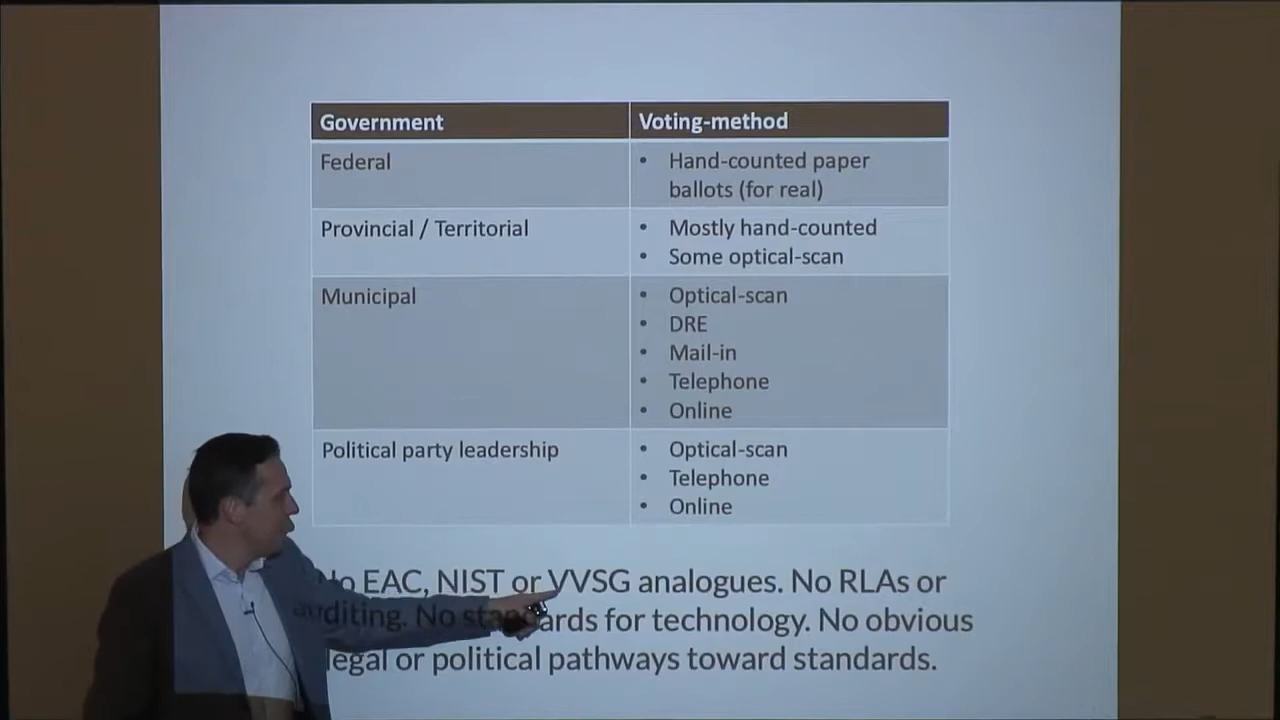 Government
Voting-method
Federal
• Hand-counted paper
ballots (for real)
Provincial / Territorial
• Mostly hand-counted
• Some optical-scan
Municipal
• Optical-scan
• DRE
• Mail-in
• Telephone
• Online
Political party leadership
• Optical-scan
• Telephone
• Online
No EAC, NIST or VVSG analogues. No RLAs or
auditing. No standards for technology. No obvious
legal or political pathways toward standards.